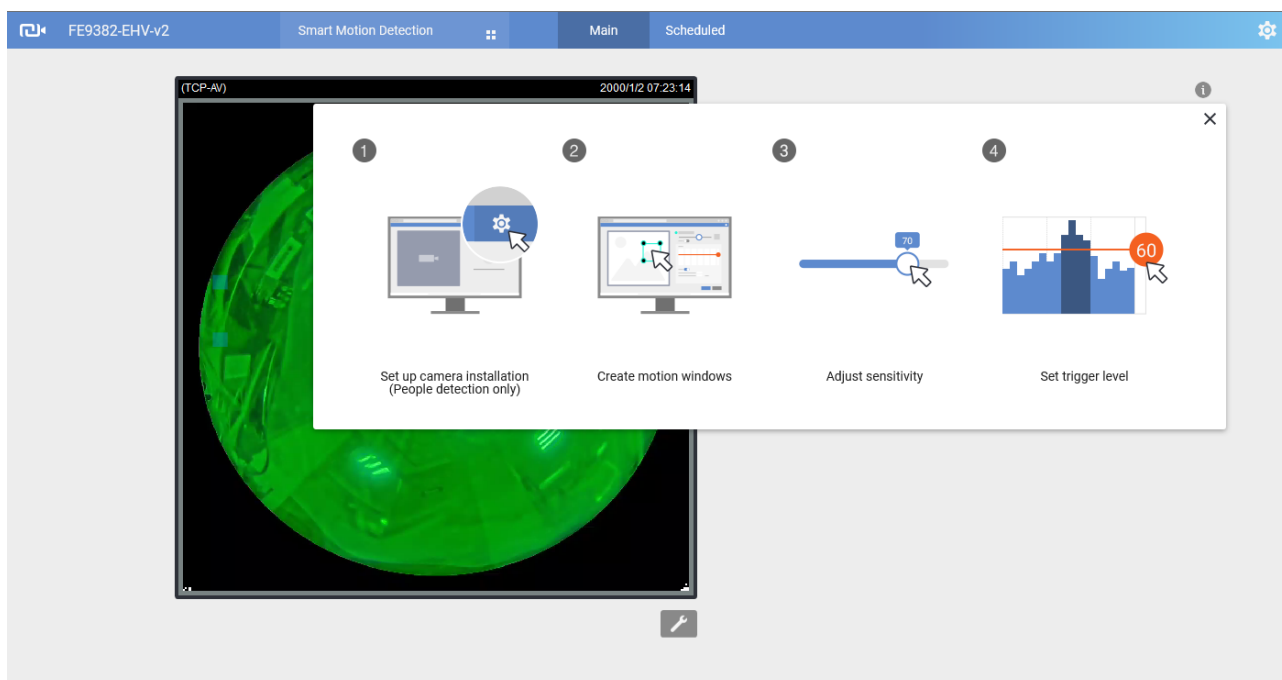 FE9382-EHV-v2 Smart Motion Detection Main Scheduled
(TCP-AV) 2000/1/2 07:23:14
1 2 3 4
70
60
Set up camera installation
(People detection only)
Create motion windows
Adjust sensitivity
Set trigger level